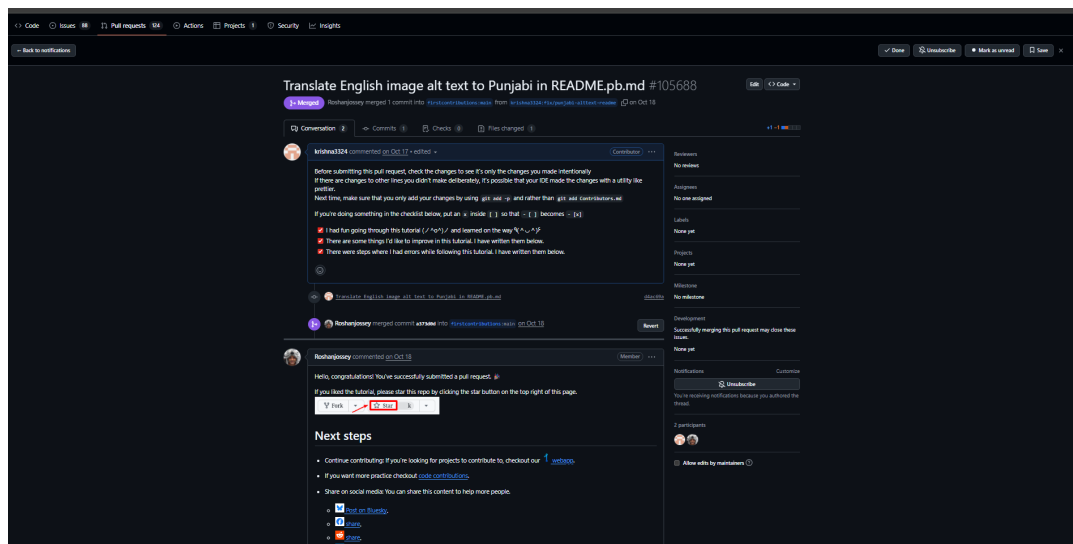 Code Issues 88 Pull requests 124 Actions Projects 1 Security Insights
← Back to notifications
Done Unsubscribe Mark as unread Save ×
Translate English image alt text to Punjabi in README.pb.md #105688
Edit <> Code
Merged Roshanjossey merged 1 commit into firstcontributions:main from krishna3324:fix/punjabi-alttext-readme on Oct 18
Conversation 2 Commits 1 Checks 0 Files changed 1
+1 −1
krishna3324 commented on Oct 17 • edited
Contributor ···
Before submitting this pull request, check the changes to see it's only the changes you made intentionally
If there are changes to other lines you didn't make deliberately, it's possible that your IDE made the changes with a utility like
prettier.
Next time, make sure that you only add your changes by using git add -p and rather than git add Contributors.md
If you're doing something in the checklist below, put an x inside [ ] so that - [ ] becomes - [x]
I had fun going through this tutorial (ノ^o^)ノ and learned on the way
There are some things I'd like to improve in this tutorial. I have written them below.
There were steps where I had errors while following this tutorial. I have written them below.
Translate English image alt text to Punjabi in README.pb.md
Roshanjossey merged commit into firstcontributions:main on Oct 18
Revert
Roshanjossey commented on Oct 18
Member ···
Hello, congratulations! You've successfully submitted a pull request.
If you liked the tutorial, please star this repo by clicking the star button on the top right of this page.
Fork Star k
Next steps
• Continue contributing: If you're looking for projects to contribute to, checkout our webapp.
• If you want more practice checkout code contributions.
• Share on social media: You can share this content to help more people.
Post on Bluesky.
share.
share.
Reviewers
No reviews
Assignees
No one assigned
Labels
None yet
Projects
None yet
Milestone
No milestone
Development
Successfully merging this pull request may close these
issues.
None yet
Notifications Customize
Unsubscribe
You're receiving notifications because you authored the
thread.
2 participants
Allow edits by maintainers ?